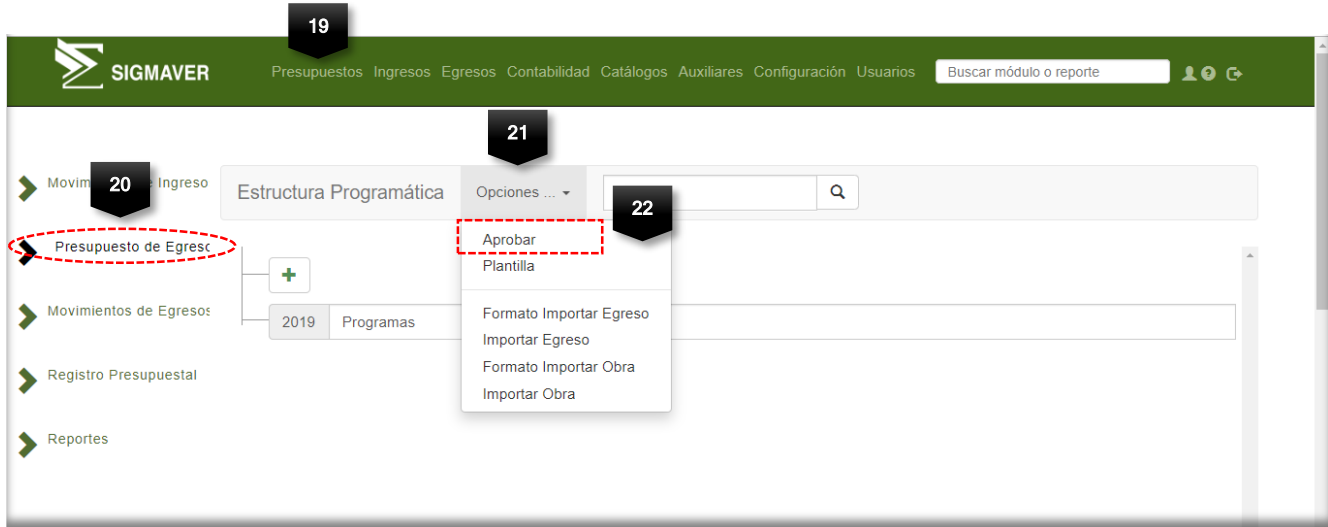 19
SIGMAVER
Presupuestos Ingresos Egresos Contabilidad Catálogos Auxiliares Configuración Usuarios Buscar módulo o reporte
21
20
Ingreso
Estructura Programática Opciones ...
22
Presupuesto de Egresc
Aprobar
Plantilla
Movimientos de Egresos
2019 Programas
Formato Importar Egreso
Importar Egreso
Formato Importar Obra
Importar Obra
Registro Presupuestal
Reportes